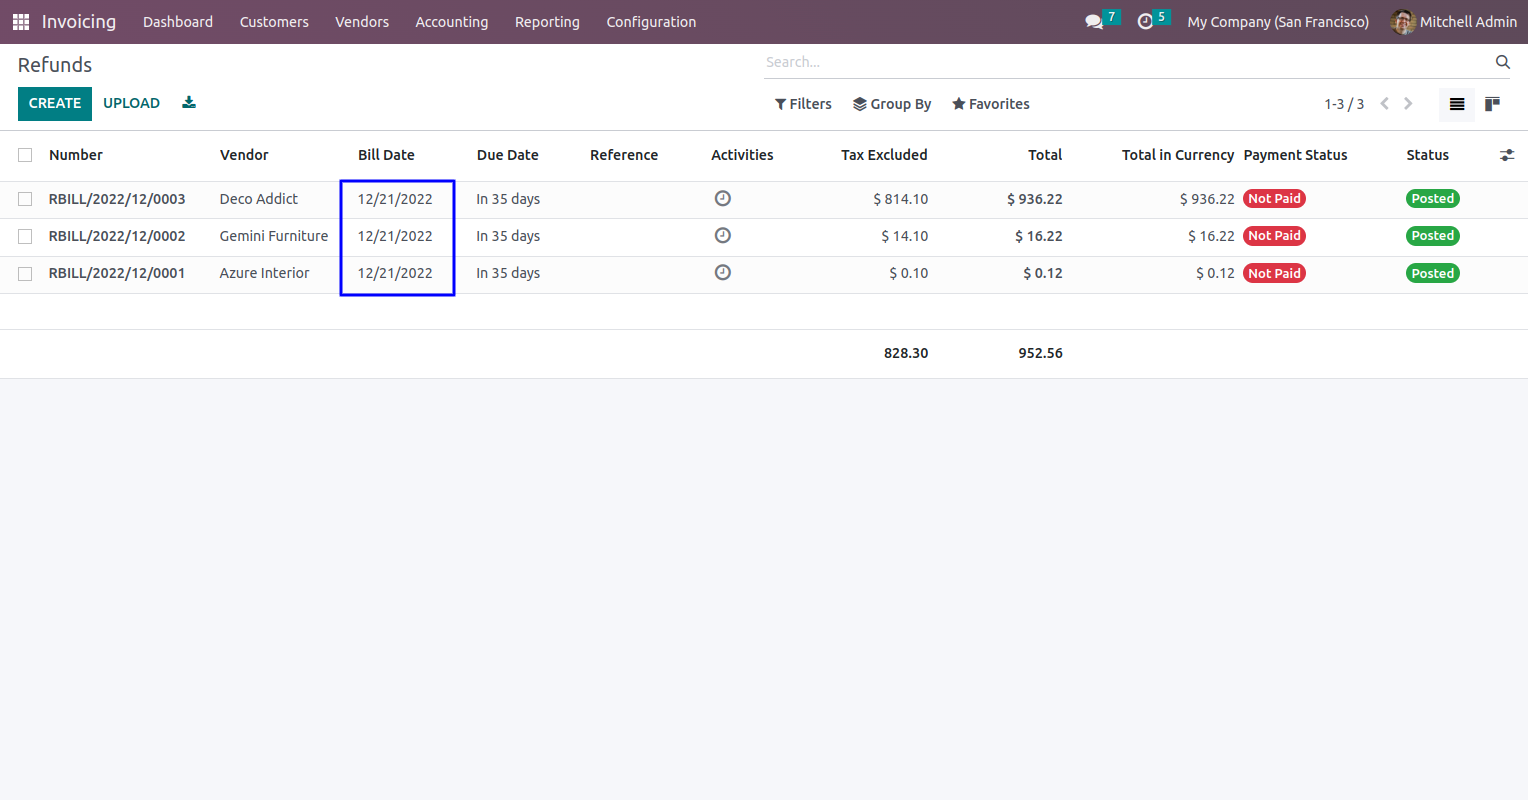 Invoicing Dashboard Customers Vendors Accounting Reporting Configuration 7 5 My Company (San Francisco) Mitchell Admin
Refunds Search...
CREATE UPLOAD Filters Group By Favorites 1-3 / 3
Number Vendor Bill Date Due Date Reference Activities Tax Excluded Total Total in Currency Payment Status Status
RBILL/2022/12/0003 Deco Addict 12/21/2022 In 35 days $ 814.10 $ 936.22 $ 936.22 Not Paid Posted
RBILL/2022/12/0002 Gemini Furniture 12/21/2022 In 35 days $ 14.10 $ 16.22 $ 16.22 Not Paid Posted
RBILL/2022/12/0001 Azure Interior 12/21/2022 In 35 days $ 0.10 $ 0.12 $ 0.12 Not Paid Posted
828.30 952.56